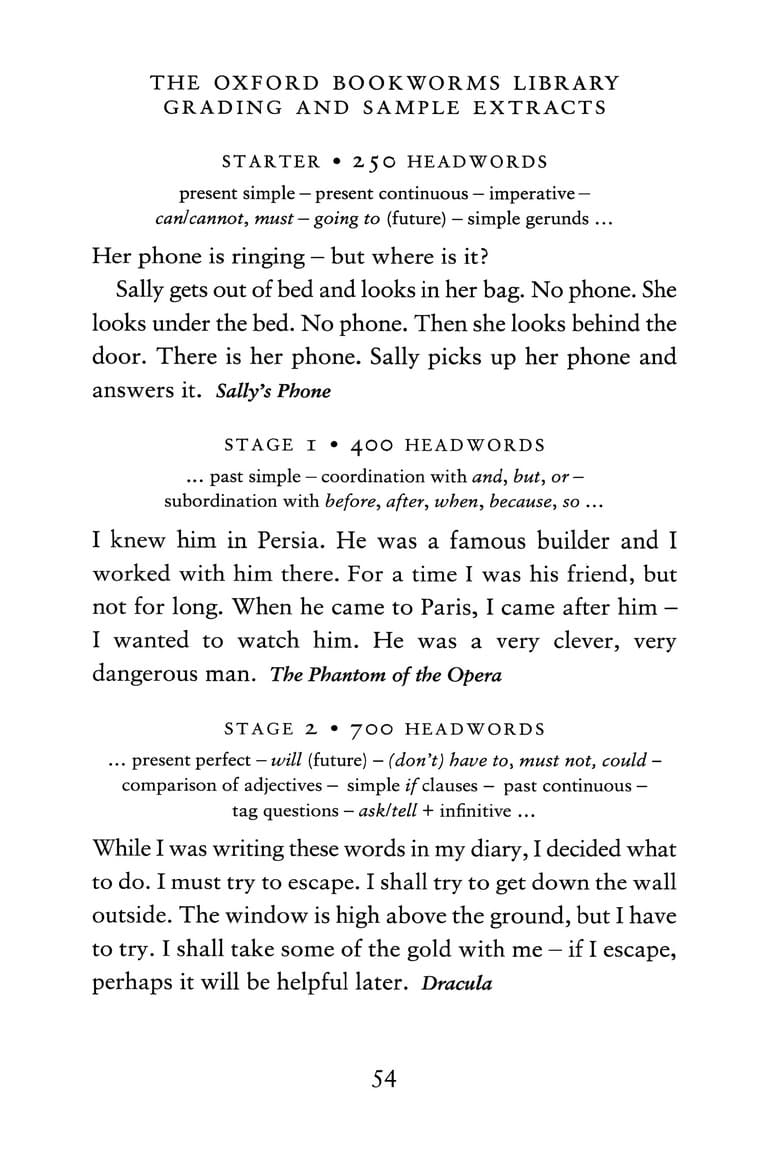 THE OXFORD BOOKWORMS LIBRARY
GRADING AND SAMPLE EXTRACTS
STARTER • 250 HEADWORDS
present simple – present continuous – imperative –
can/cannot, must – going to (future) – simple gerunds ...
Her phone is ringing – but where is it?
Sally gets out of bed and looks in her bag. No phone. She
looks under the bed. No phone. Then she looks behind the
door. There is her phone. Sally picks up her phone and
answers it. Sally's Phone
STAGE 1 • 400 HEADWORDS
... past simple – coordination with and, but, or –
subordination with before, after, when, because, so ...
I knew him in Persia. He was a famous builder and I
worked with him there. For a time I was his friend, but
not for long. When he came to Paris, I came after him –
I wanted to watch him. He was a very clever, very
dangerous man. The Phantom of the Opera
STAGE 2 • 700 HEADWORDS
... present perfect – will (future) – (don't) have to, must not, could –
comparison of adjectives – simple if clauses – past continuous –
tag questions – ask/tell + infinitive ...
While I was writing these words in my diary, I decided what
to do. I must try to escape. I shall try to get down the wall
outside. The window is high above the ground, but I have
to try. I shall take some of the gold with me – if I escape,
perhaps it will be helpful later. Dracula
54